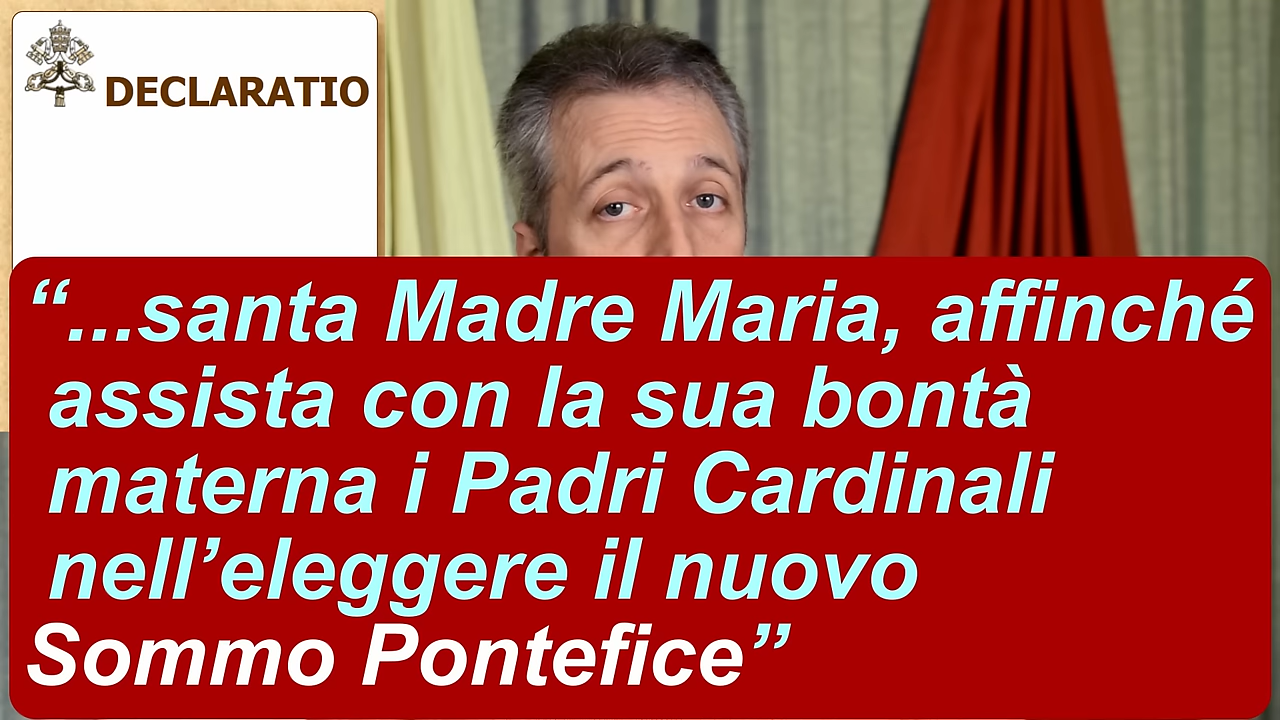 DECLARATIO
“...santa Madre Maria, affinché
assista con la sua bontà
materna i Padri Cardinali
nell’eleggere il nuovo
Sommo Pontefice”